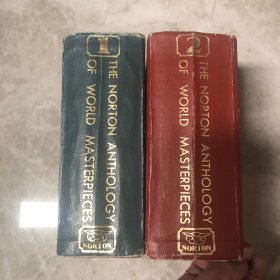 1
THE NORTON ANTHOLOGY
OF WORLD MASTERPIECES
NORTON
2
THE NORTON ANTHOLOGY
OF WORLD MASTERPIECES
NORTON